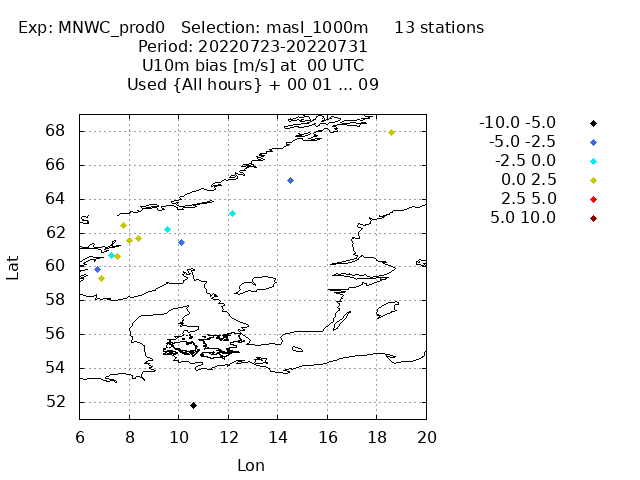 Exp: MNWC_prod0 Selection: masl_1000m 13 stations
Period: 20220723-20220731
U10m bias [m/s] at 00 UTC
Used {All hours} + 00 01 ... 09
-10.0 -5.0
-5.0 -2.5
-2.5 0.0
0.0 2.5
2.5 5.0
5.0 10.0
68
66
64
62
60
58
56
54
52
Lat
6 8 10 12 14 16 18 20
Lon